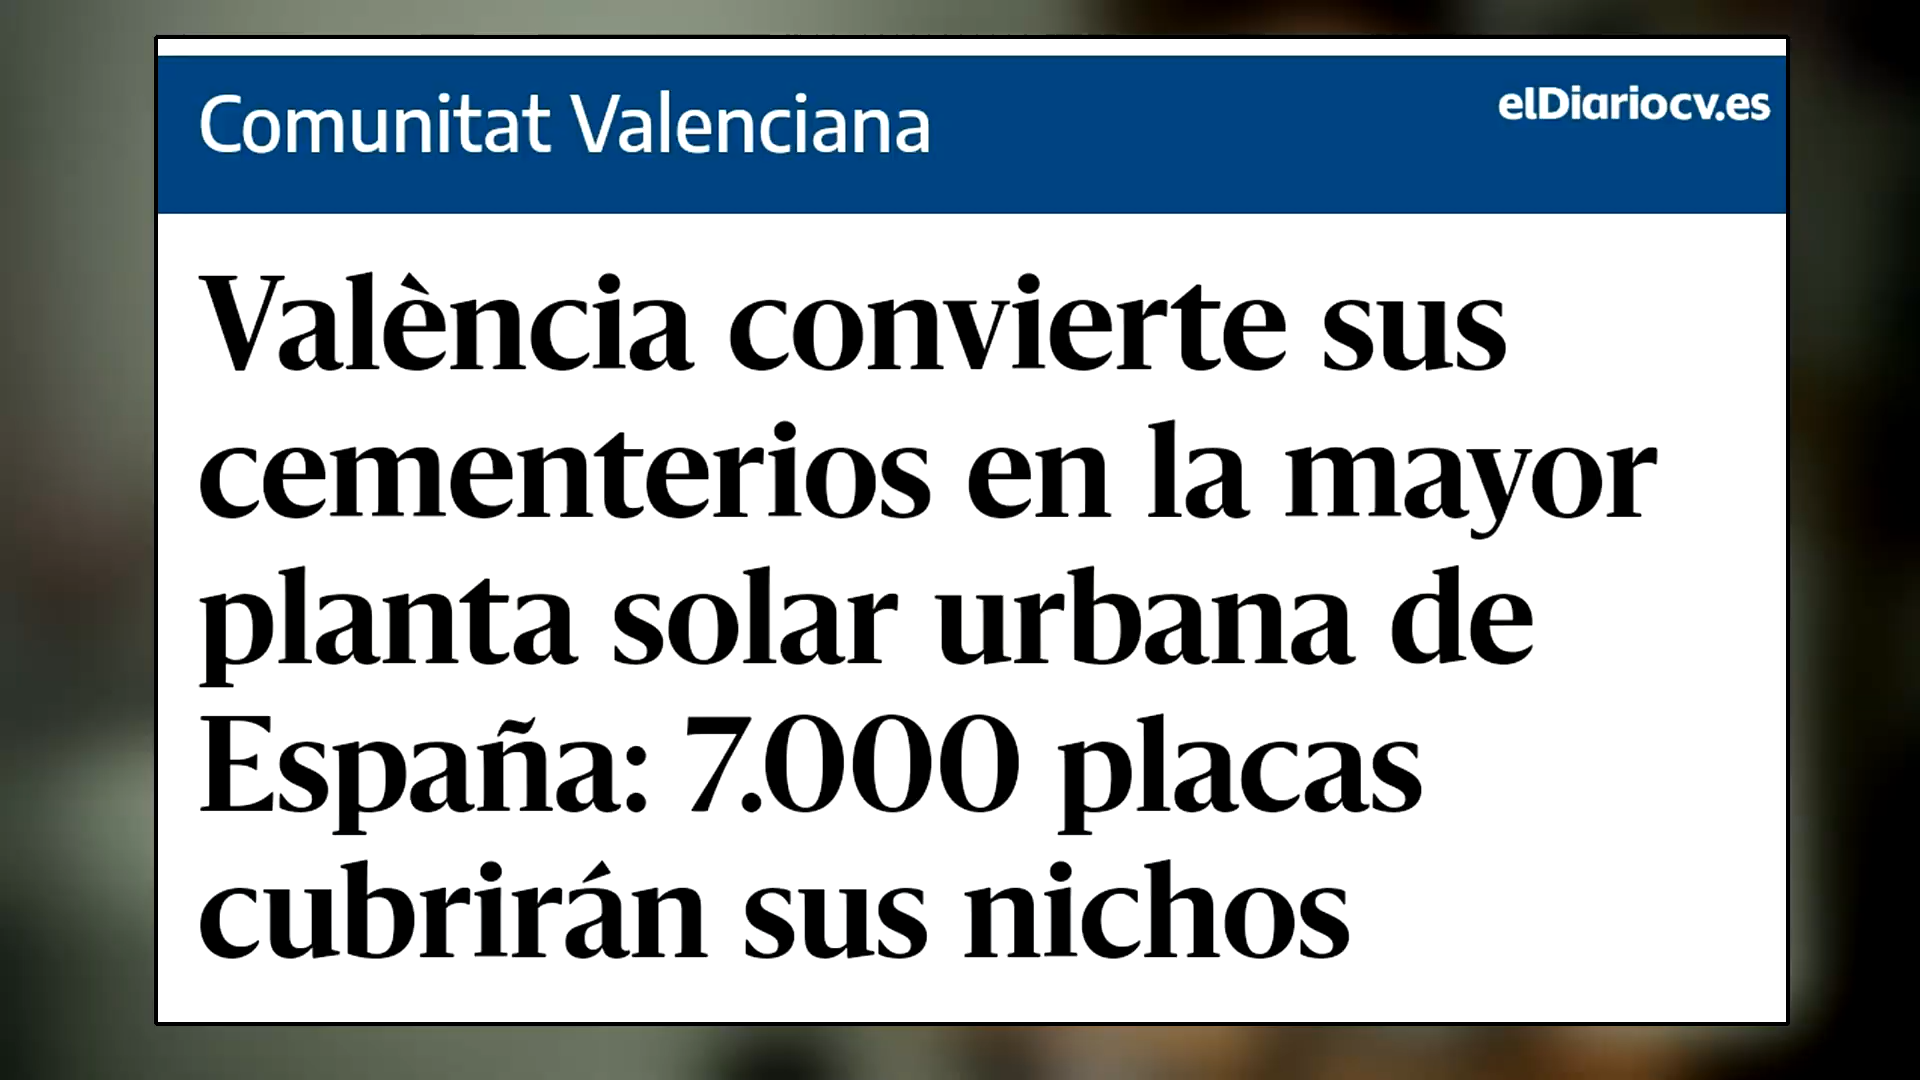 Comunitat Valenciana
elDiariocv.es
València convierte sus
cementerios en la mayor
planta solar urbana de
España: 7.000 placas
cubrirán sus nichos